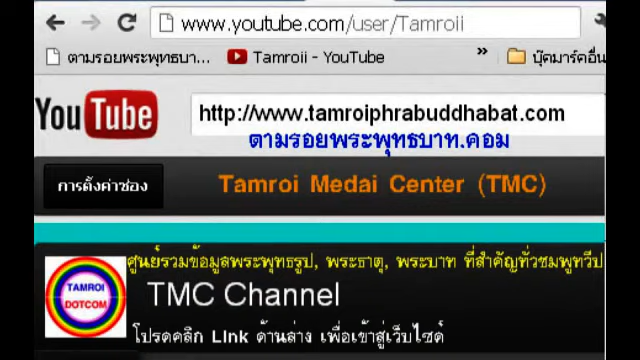 www.youtube.com/user/Tamroii
ตามรอยพระพุทธบา... Tamroii - YouTube » บุ๊คมาร์คอื่น
YouTube http://www.tamroiphrabuddhabat.com
ตามรอยพระพุทธบาท.คอม
การตั้งค่าช่อง Tamroi Medai Center (TMC)
ศูนย์รวมข้อมูลพระพุทธรูป, พระธาตุ, พระบาท ที่สำคัญทั่วชมพูทวีป
TAMROI
DOTCOM
TMC Channel
โปรดคลิก Link ด้านล่าง เพื่อเข้าสู่เว็บไซต์